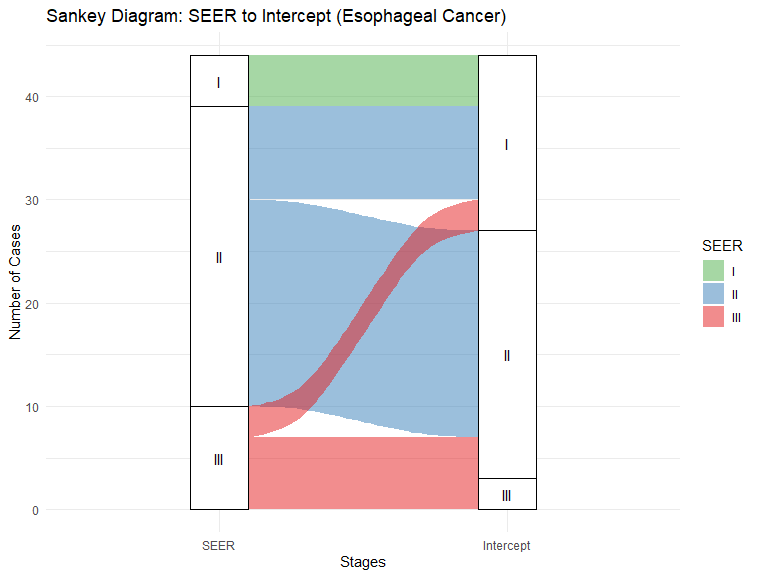 Sankey Diagram: SEER to Intercept (Esophageal Cancer)
Number of Cases
40
30
20
10
0
I
II
III
I
II
III
SEER
Intercept
Stages
SEER
I
II
III